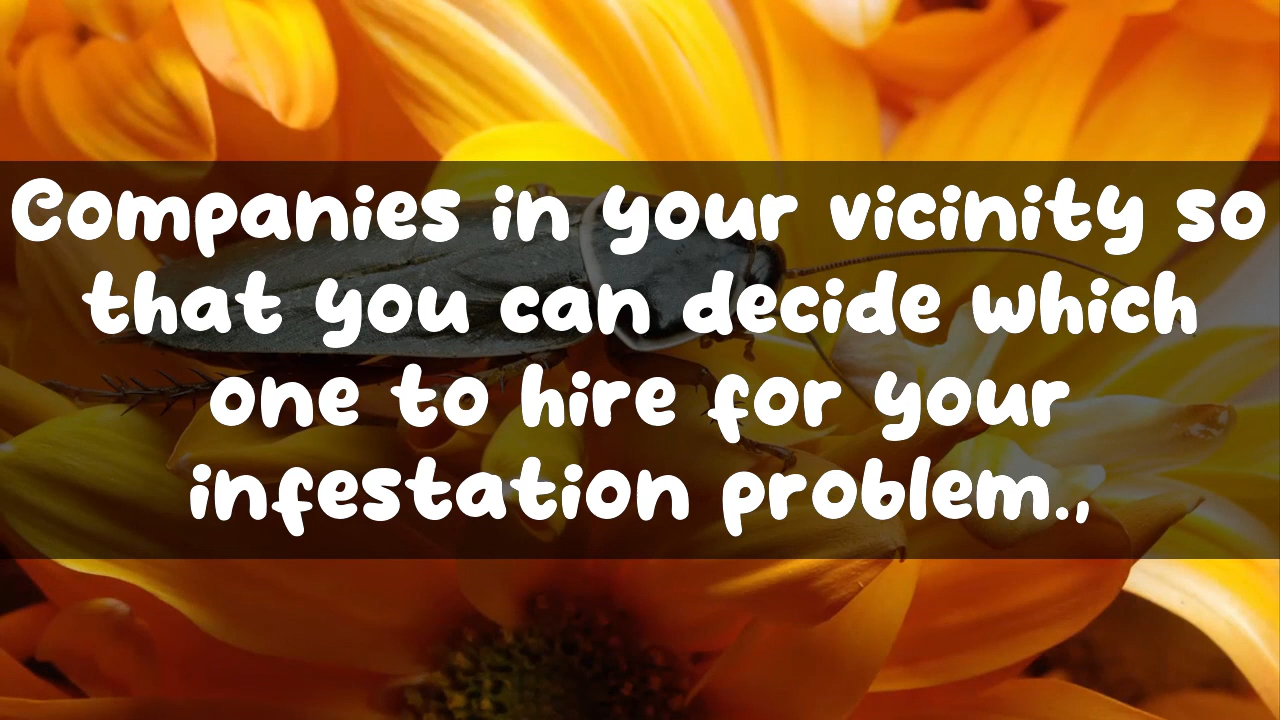 Companies in your vicinity so
that you can decide which
one to hire for your
infestation problem.,